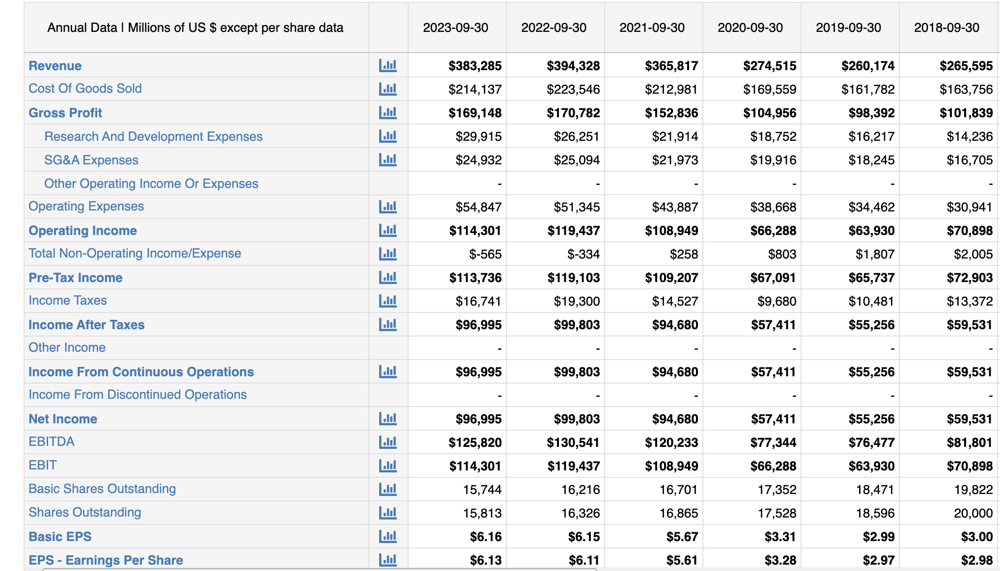 Annual Data | Millions of US $ except per share data 2023-09-30 2022-09-30 2021-09-30 2020-09-30 2019-09-30 2018-09-30
Revenue $383,285 $394,328 $365,817 $274,515 $260,174 $265,595
Cost Of Goods Sold $214,137 $223,546 $212,981 $169,559 $161,782 $163,756
Gross Profit $169,148 $170,782 $152,836 $104,956 $98,392 $101,839
Research And Development Expenses $29,915 $26,251 $21,914 $18,752 $16,217 $14,236
SG&A Expenses $24,932 $25,094 $21,973 $19,916 $18,245 $16,705
Other Operating Income Or Expenses - - - - - -
Operating Expenses $54,847 $51,345 $43,887 $38,668 $34,462 $30,941
Operating Income $114,301 $119,437 $108,949 $66,288 $63,930 $70,898
Total Non-Operating Income/Expense $-565 $-334 $258 $803 $1,807 $2,005
Pre-Tax Income $113,736 $119,103 $109,207 $67,091 $65,737 $72,903
Income Taxes $16,741 $19,300 $14,527 $9,680 $10,481 $13,372
Income After Taxes $96,995 $99,803 $94,680 $57,411 $55,256 $59,531
Other Income - - - - - -
Income From Continuous Operations $96,995 $99,803 $94,680 $57,411 $55,256 $59,531
Income From Discontinued Operations - - - - - -
Net Income $96,995 $99,803 $94,680 $57,411 $55,256 $59,531
EBITDA $125,820 $130,541 $120,233 $77,344 $76,477 $81,801
EBIT $114,301 $119,437 $108,949 $66,288 $63,930 $70,898
Basic Shares Outstanding 15,744 16,216 16,701 17,352 18,471 19,822
Shares Outstanding 15,813 16,326 16,865 17,528 18,596 20,000
Basic EPS $6.16 $6.15 $5.67 $3.31 $2.99 $3.00
EPS - Earnings Per Share $6.13 $6.11 $5.61 $3.28 $2.97 $2.98